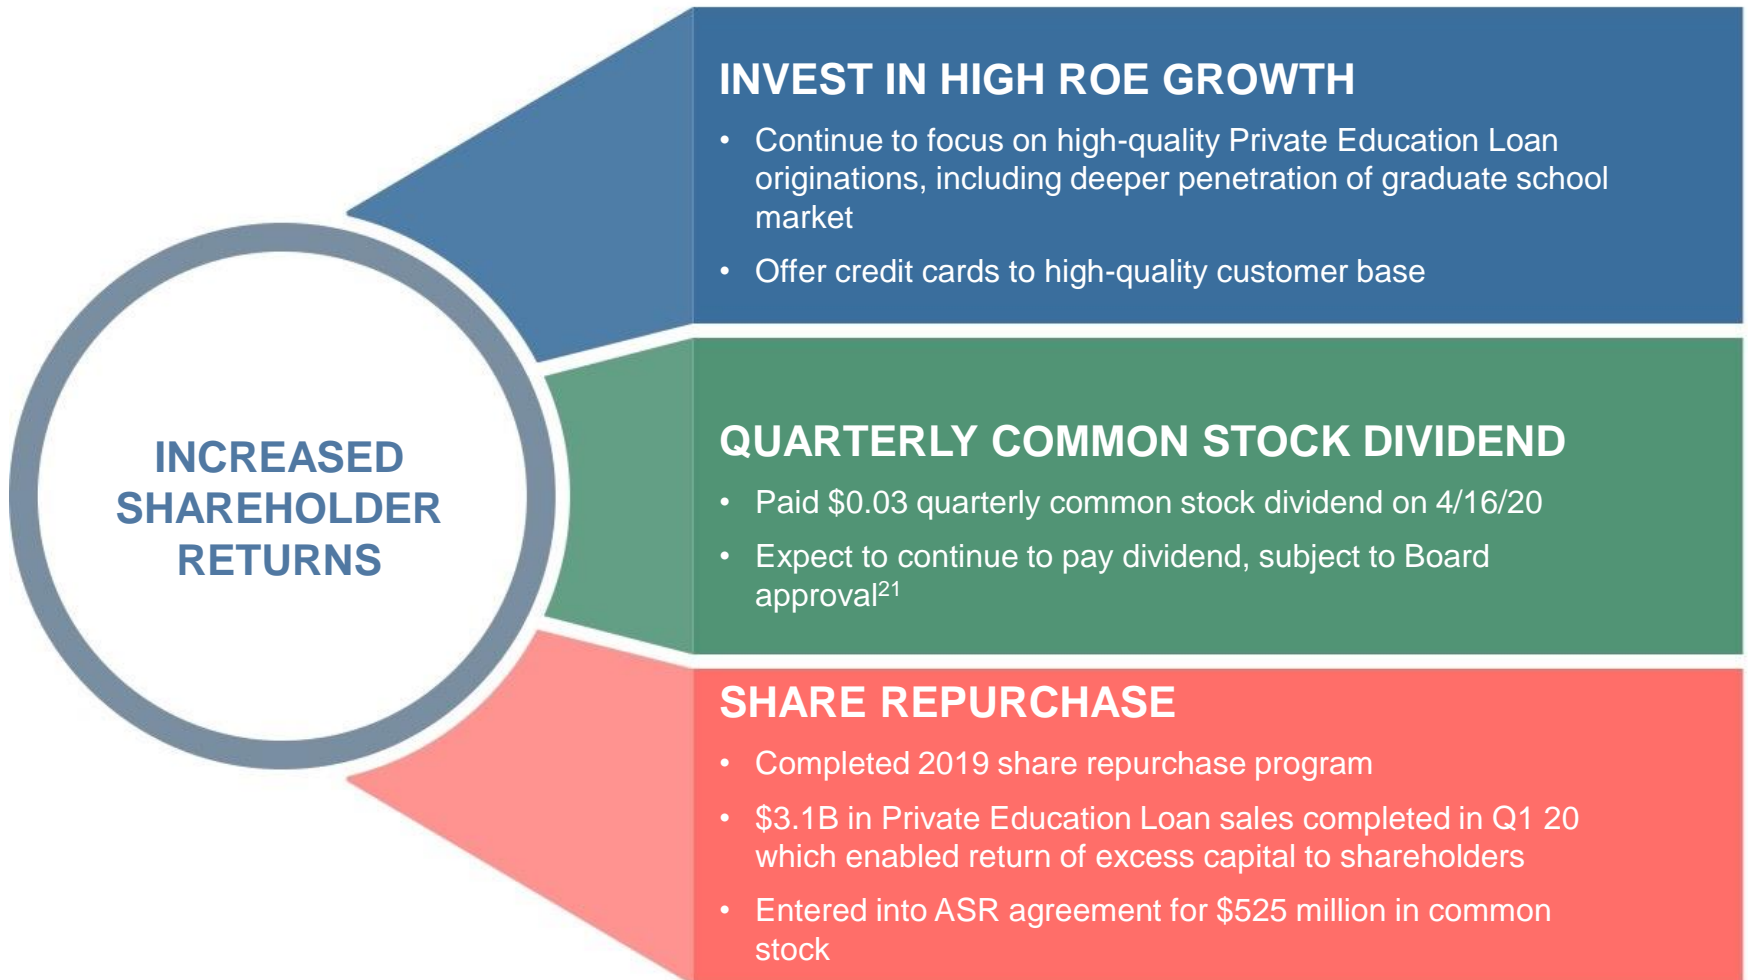 INCREASED
SHAREHOLDER
RETURNS
INVEST IN HIGH ROE GROWTH
• Continue to focus on high-quality Private Education Loan
originations, including deeper penetration of graduate school
market
• Offer credit cards to high-quality customer base
QUARTERLY COMMON STOCK DIVIDEND
• Paid $0.03 quarterly common stock dividend on 4/16/20
• Expect to continue to pay dividend, subject to Board
approval21
SHARE REPURCHASE
• Completed 2019 share repurchase program
• $3.1B in Private Education Loan sales completed in Q1 20
which enabled return of excess capital to shareholders
• Entered into ASR agreement for $525 million in common
stock